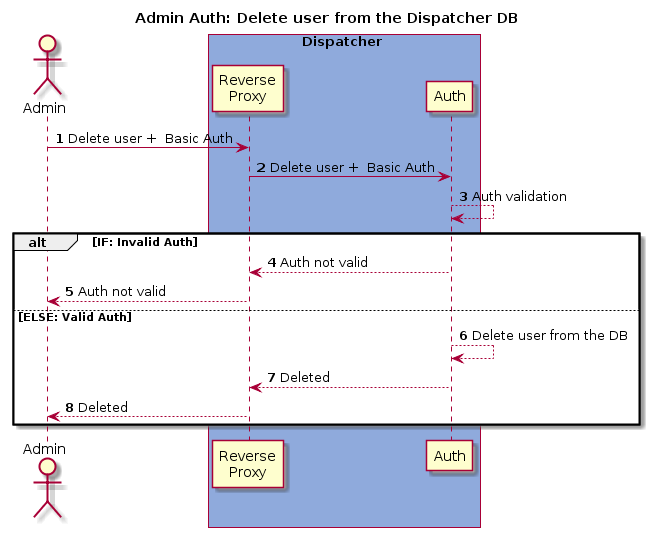 Admin Auth: Delete user from the Dispatcher DB
Dispatcher
Admin
Reverse
Proxy
Auth
1 Delete user + Basic Auth
2 Delete user + Basic Auth
3 Auth validation
alt [IF: Invalid Auth]
4 Auth not valid
5 Auth not valid
[ELSE: Valid Auth]
6 Delete user from the DB
7 Deleted
8 Deleted
Admin
Reverse
Proxy
Auth